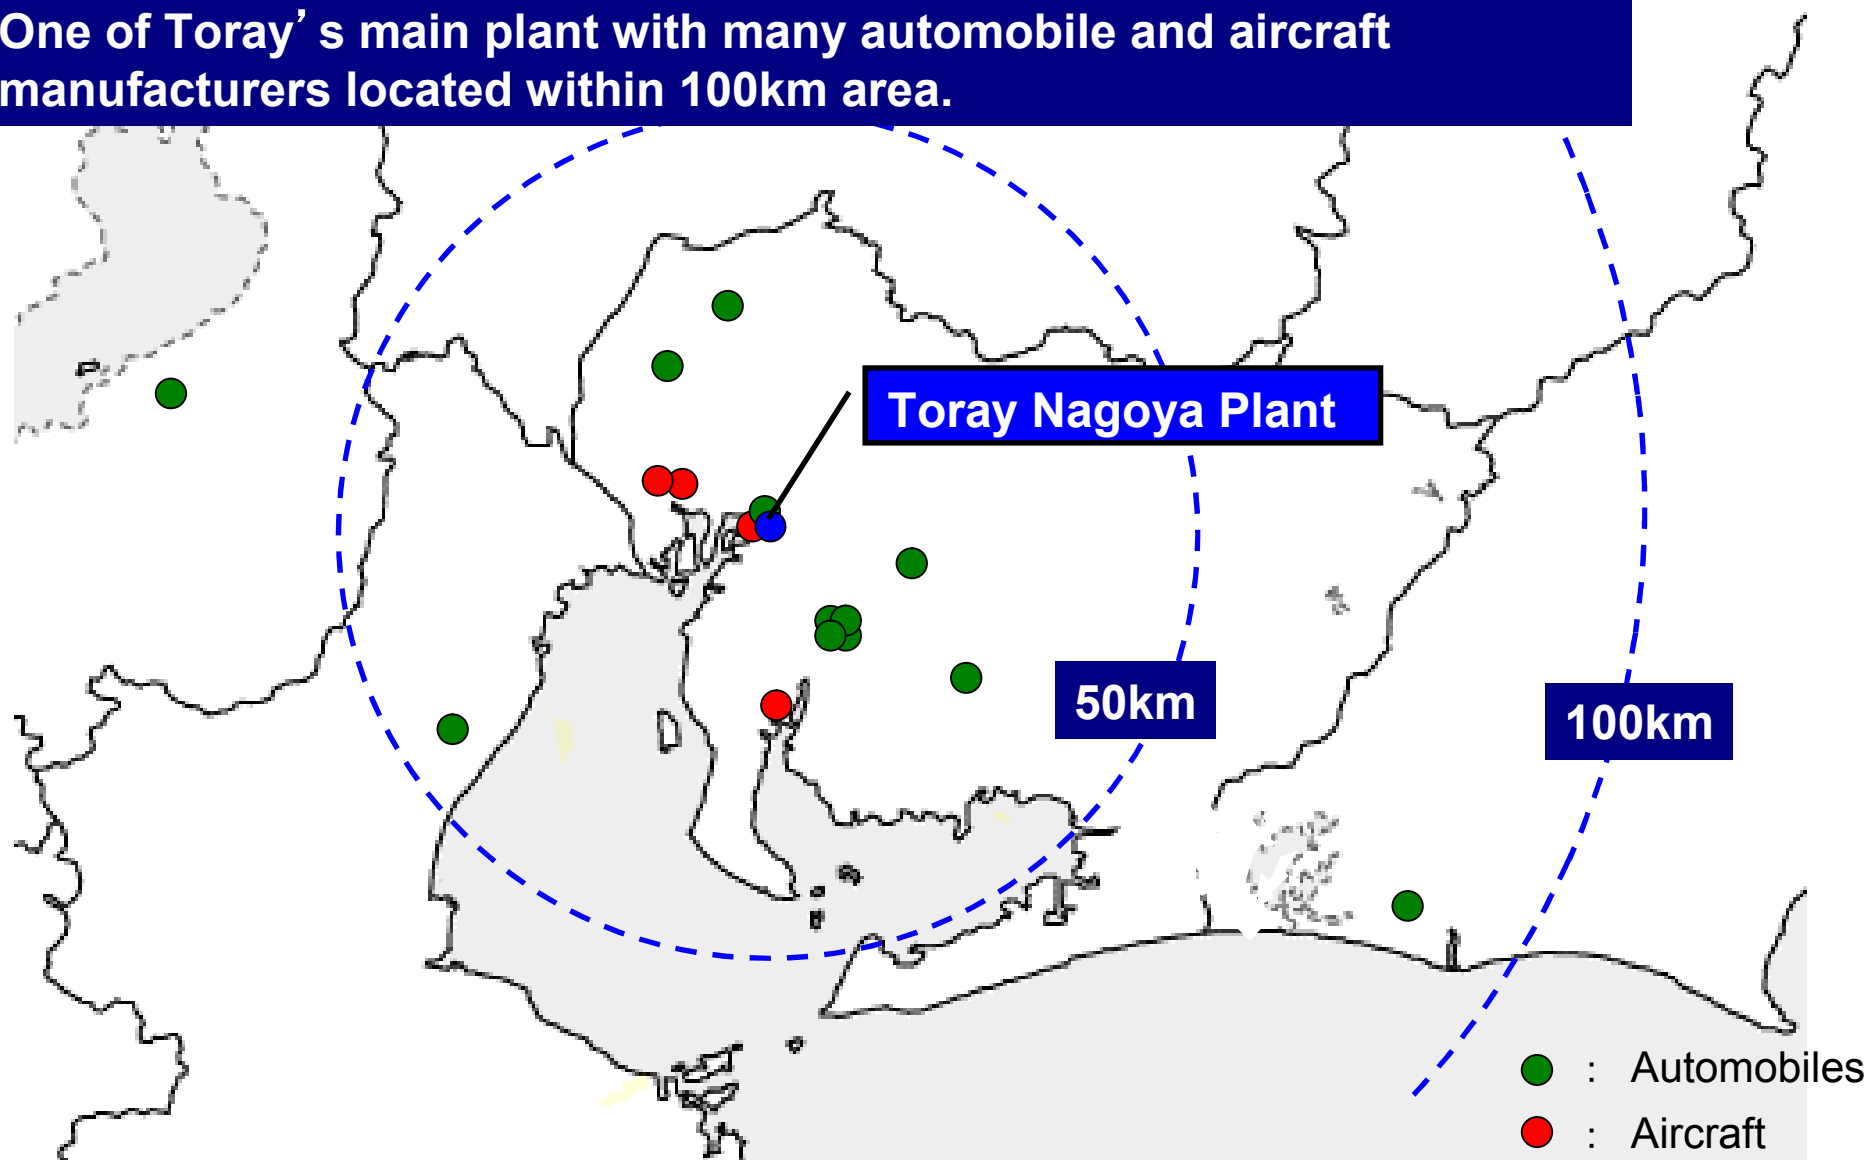 One of Toray’s main plant with many automobile and aircraft
manufacturers located within 100km area.
Toray Nagoya Plant
50km
100km
: Automobiles
: Aircraft